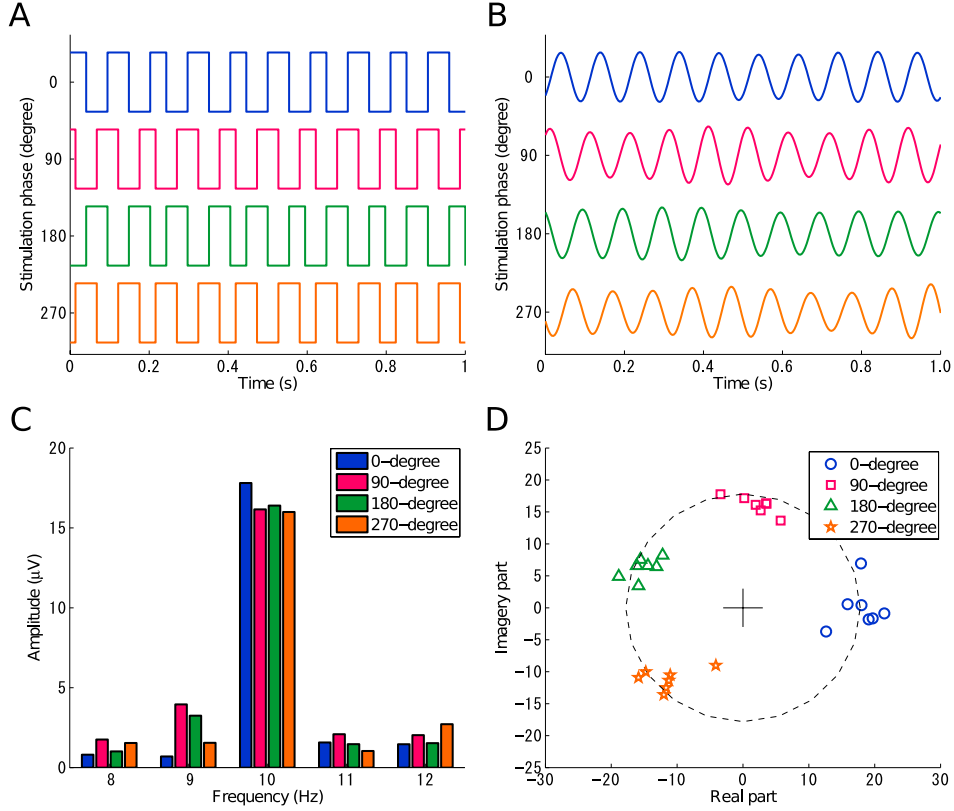 A
Stimulation phase (degree)
0
90
180
270
0 0.2 0.4 0.6 0.8 1
Time (s)
B
Stimulation phase (degree)
0
90
180
270
0 0.2 0.4 0.6 0.8 1.0
Time (s)
C
Amplitude (μV)
20
15
10
5
0
0−degree
90−degree
180−degree
270−degree
8 9 10 11 12
Frequency (Hz)
D
Imagery part
25
20
15
10
5
0
−5
−10
−15
−20
−25
0−degree
90−degree
180−degree
270−degree
−30 −20 −10 0 10 20 30
Real part